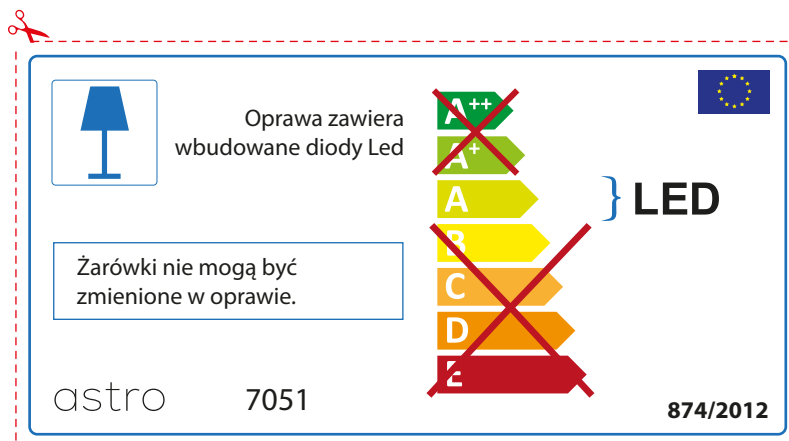 Oprawa zawiera
wbudowane diody Led
A++
A+
A
B
C
D
E
LED
Żarówki nie mogą być
zmienione w oprawie.
astro
7051
874/2012